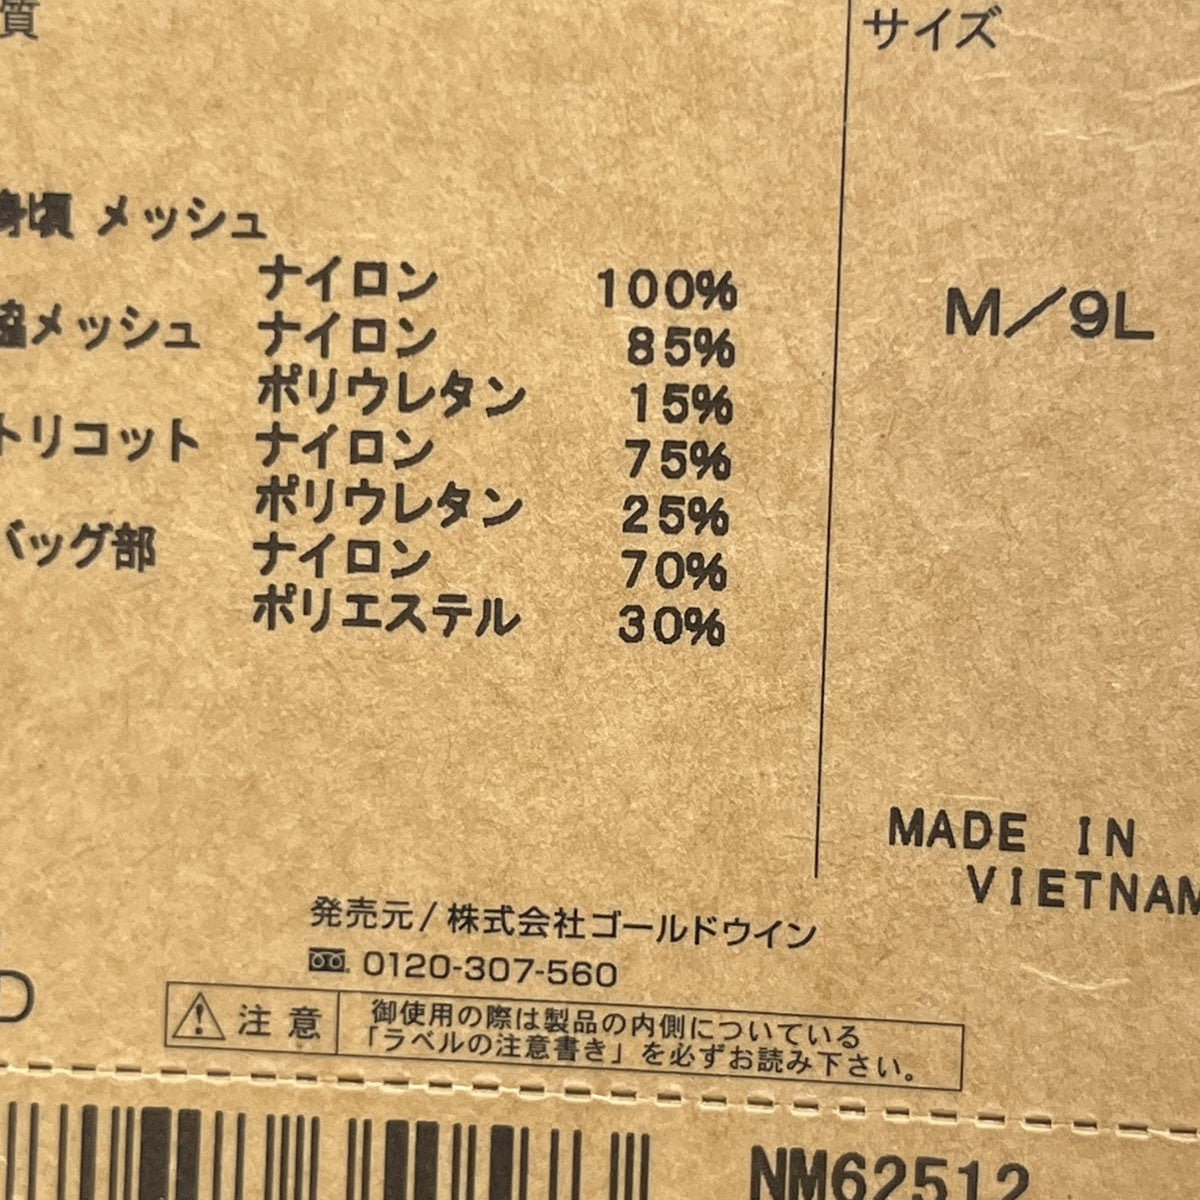 質
サイズ
身頃 メッシュ
ナイロン 100%
脇メッシュ ナイロン 85%
ポリウレタン 15%
トリコット ナイロン 75%
ポリウレタン 25%
バッグ部 ナイロン 70%
ポリエステル 30%
M/9L
MADE IN
VIETNAM
発売元/株式会社ゴールドウイン
0120-307-560
D
注意
御使用の際は製品の内側についている
「ラベルの注意書き」を必ずお読み下さい。
NM62512